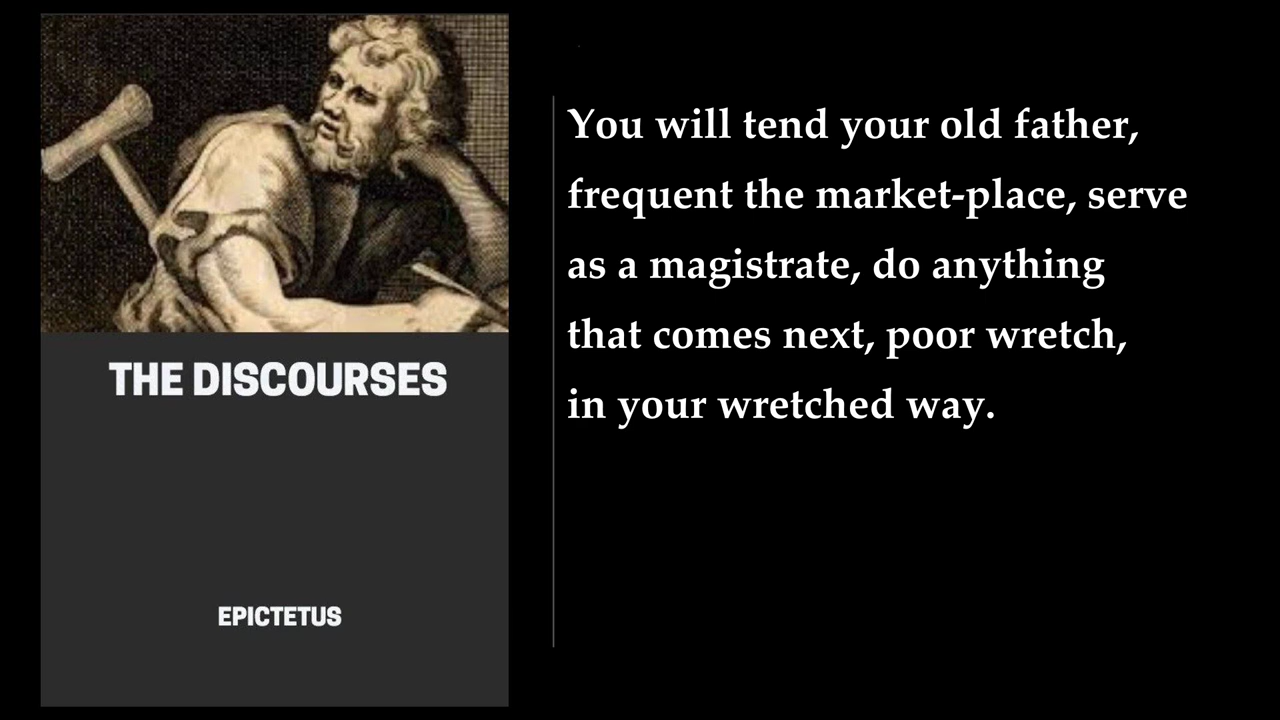 THE DISCOURSES
EPICTETUS
You will tend your old father,
frequent the market-place, serve
as a magistrate, do anything
that comes next, poor wretch,
in your wretched way.